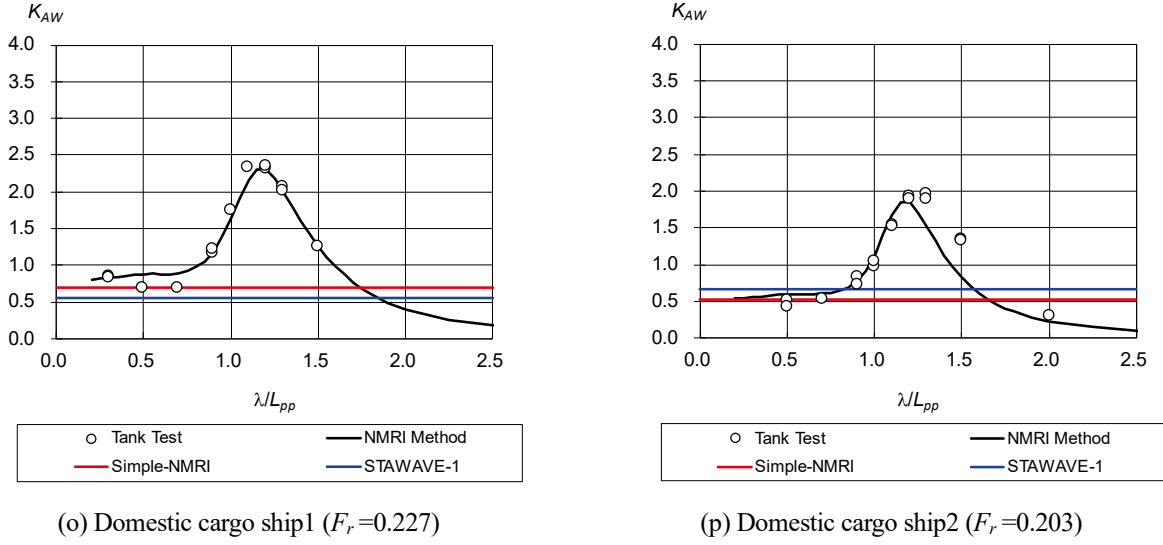 K_AW
4.0
3.5
3.0
2.5
2.0
1.5
1.0
0.5
0.0
0.0 0.5 1.0 1.5 2.0 2.5
λ/L_pp
Tank Test NMRI Method
Simple-NMRI STAWAVE-1
(o) Domestic cargo ship1 (F_r =0.227)
K_AW
4.0
3.5
3.0
2.5
2.0
1.5
1.0
0.5
0.0
0.0 0.5 1.0 1.5 2.0 2.5
λ/L_pp
Tank Test NMRI Method
Simple-NMRI STAWAVE-1
(p) Domestic cargo ship2 (F_r =0.203)